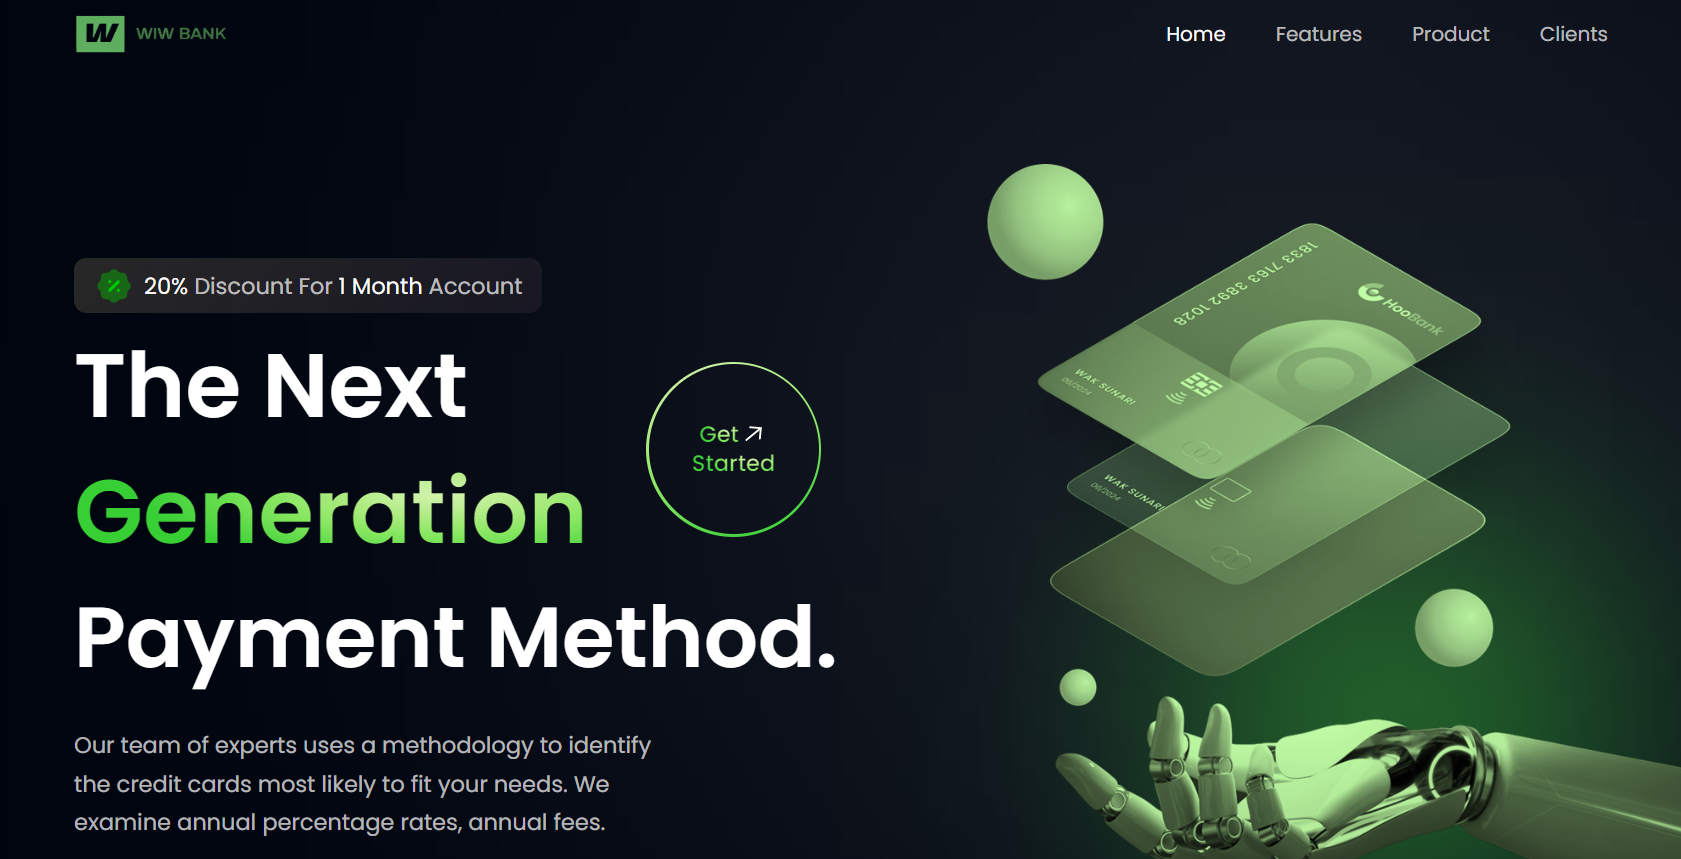 W WIW BANK
Home Features Product Clients
20% Discount For 1 Month Account
The Next
Generation
Payment Method.
Get
Started
Our team of experts uses a methodology to identify
the credit cards most likely to fit your needs. We
examine annual percentage rates, annual fees.
1833 7163 3892 1028
HooBank
WAK SUNARI
08/2024
WAK SUNARI
08/2024